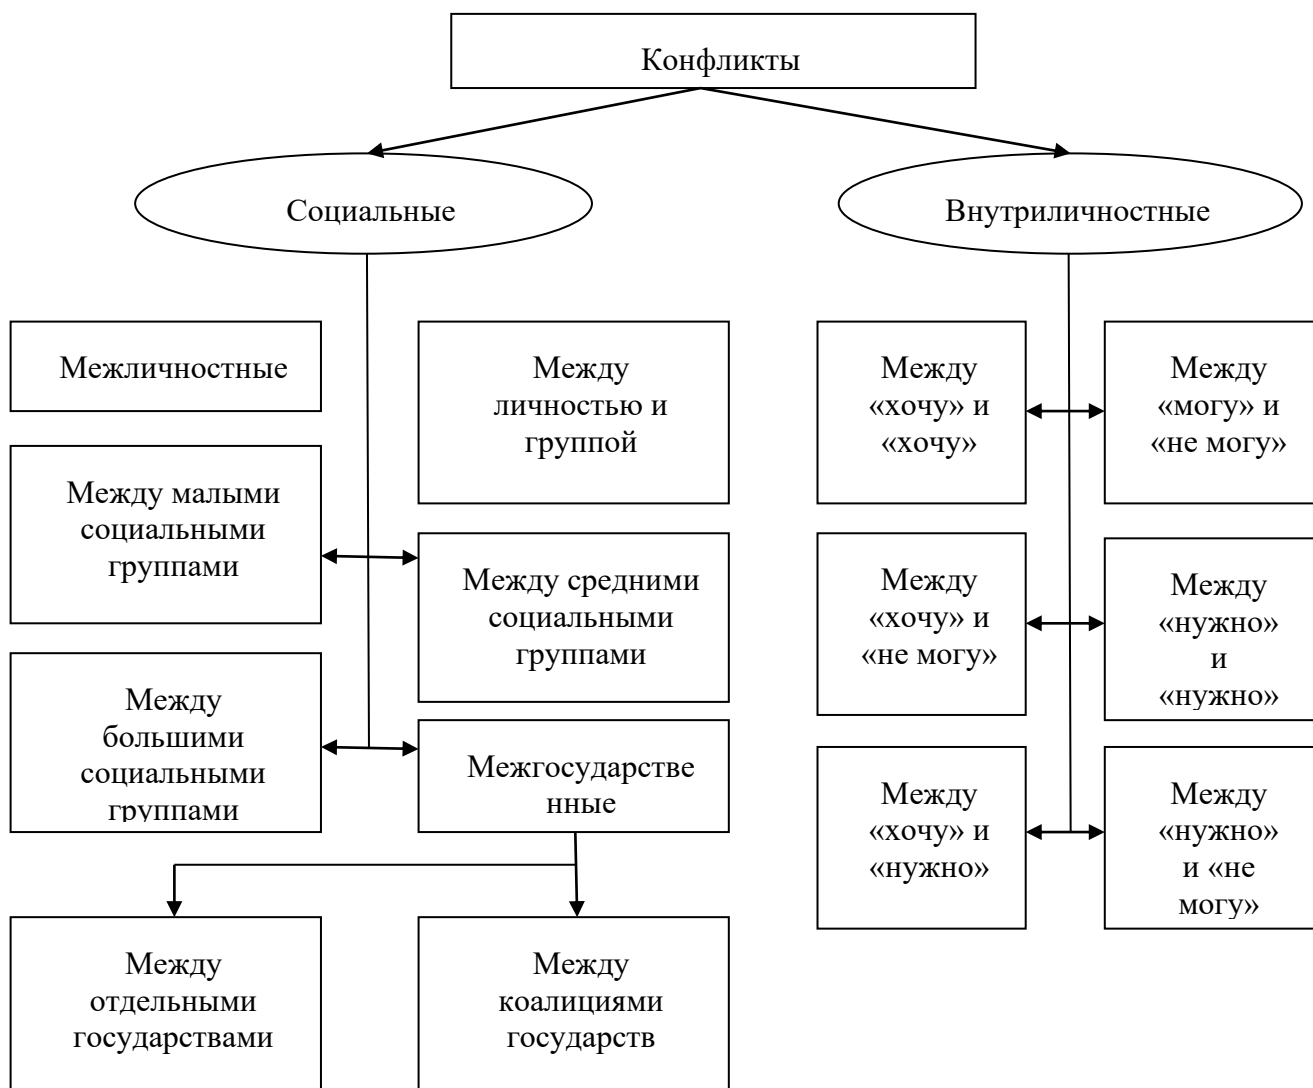 Конфликты
Социальные
Внутриличностные
Межличностные
Между
личностью и
группой
Между
«хочу» и
«хочу»
Между
«могу» и
«не могу»
Между малыми
социальными
группами
Между средними
социальными
группами
Между
«хочу» и
«не могу»
Между
«нужно»
и
«нужно»
Между
большими
социальными
группами
Межгосударстве
нные
Между
«хочу» и
«нужно»
Между
«нужно»
и «не
могу»
Между
отдельными
государствами
Между
коалициями
государств